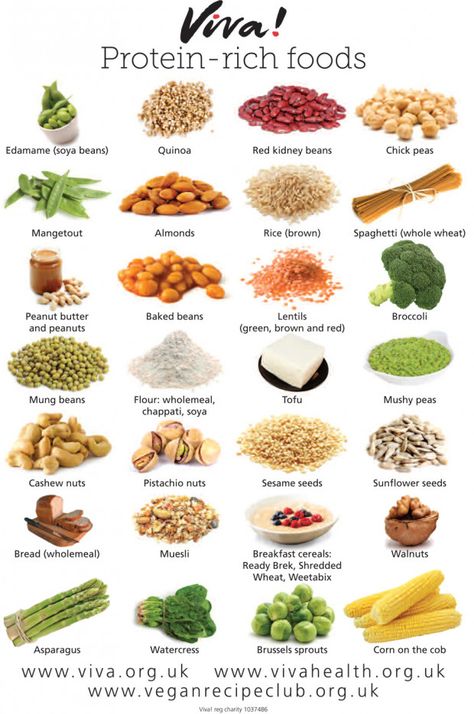 Viva!
Protein-rich foods
Edamame (soya beans)
Quinoa
Red kidney beans
Chick peas
Mangetout
Almonds
Rice (brown)
Spaghetti (whole wheat)
Peanut butter
and peanuts
Baked beans
Lentils
(green, brown and red)
Broccoli
Mung beans
Flour: wholemeal,
chappati, soya
Tofu
Mushy peas
Cashew nuts
Pistachio nuts
Sesame seeds
Sunflower seeds
Bread (wholemeal)
Muesli
Breakfast cereals:
Ready Brek, Shredded
Wheat, Weetabix
Walnuts
Asparagus
Watercress
Brussels sprouts
Corn on the cob
www.viva.org.uk www.vivahealth.org.uk
www.veganrecipeclub.org.uk
Viva! reg charity 1037486